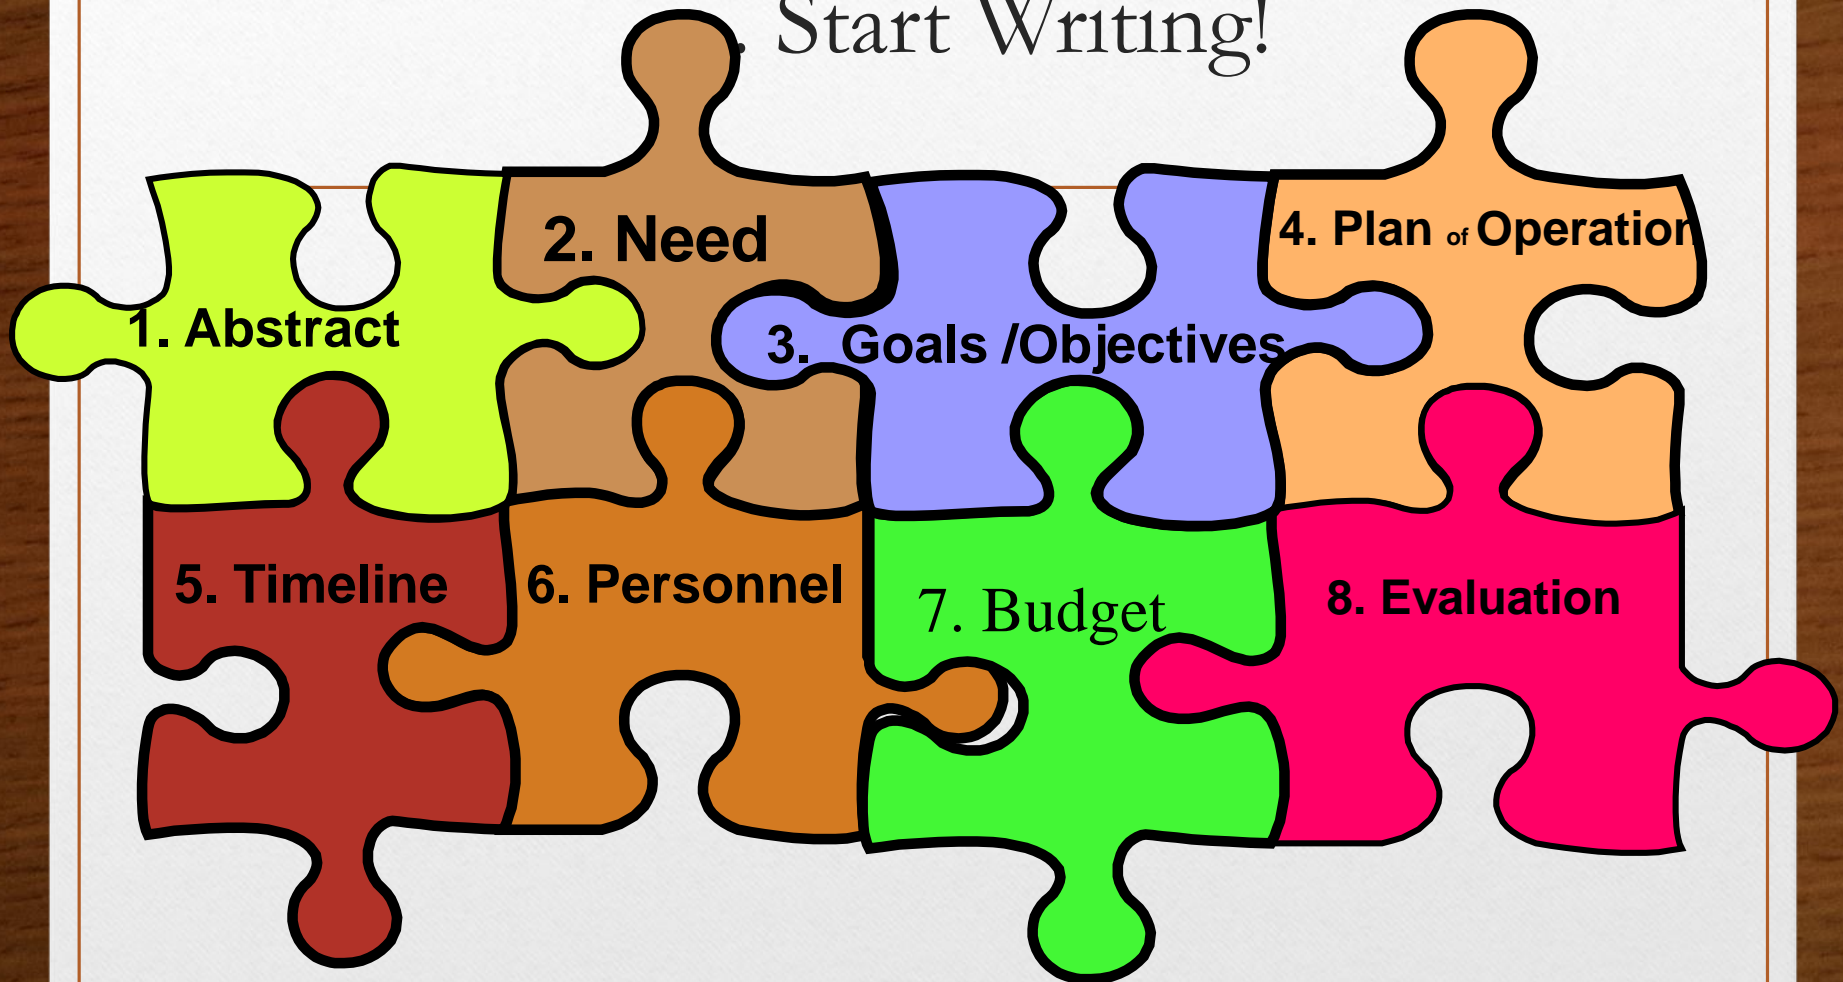 . Start Writing!
1. Abstract
2. Need
3. Goals /Objectives
4. Plan of Operation
5. Timeline
6. Personnel
7. Budget
8. Evaluation